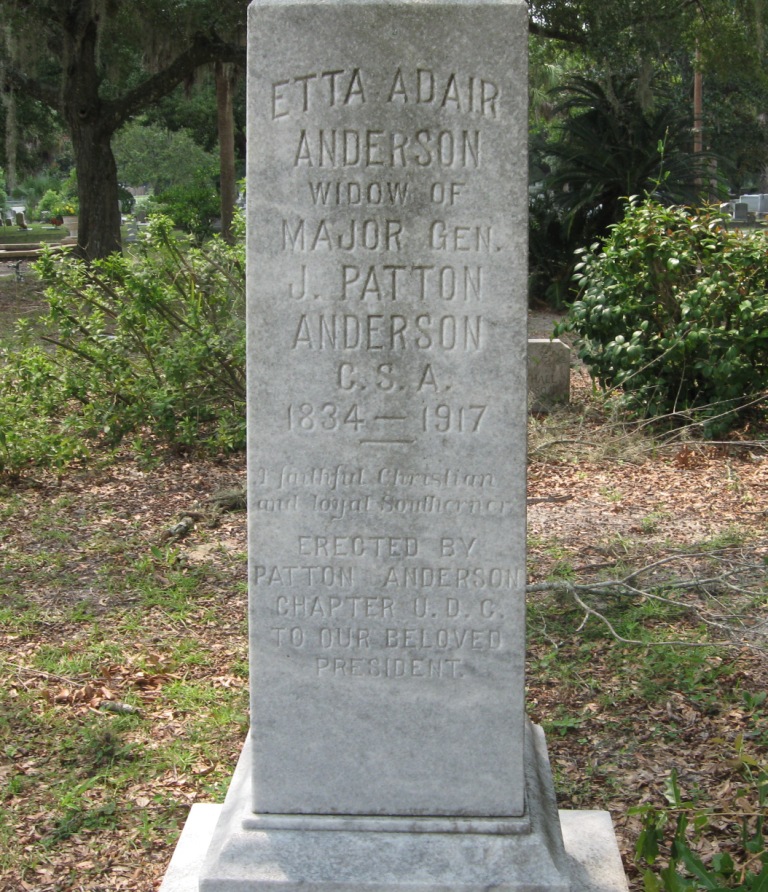 ETTA ADAIR
ANDERSON
WIDOW OF
MAJOR GEN.
J. PATTON
ANDERSON
C. S. A.
1834 — 1917
A faithful Christian
and loyal Southerner
ERECTED BY
PATTON ANDERSON
CHAPTER U. D. C.
TO OUR BELOVED
PRESIDENT.